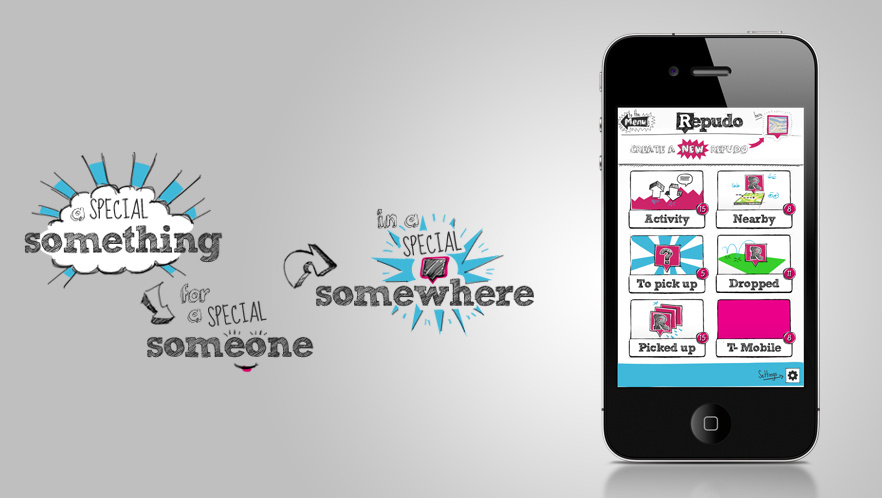 a SPECIAL
something
for
a SPECIAL
someone
in a
SPECIAL
somewhere
to the
Menu
Repudo
CREATE A NEW REPUDO
Activity
15
Nearby
8
To pick up
5
Dropped
11
Picked up
15
T-Mobile
8
Settings